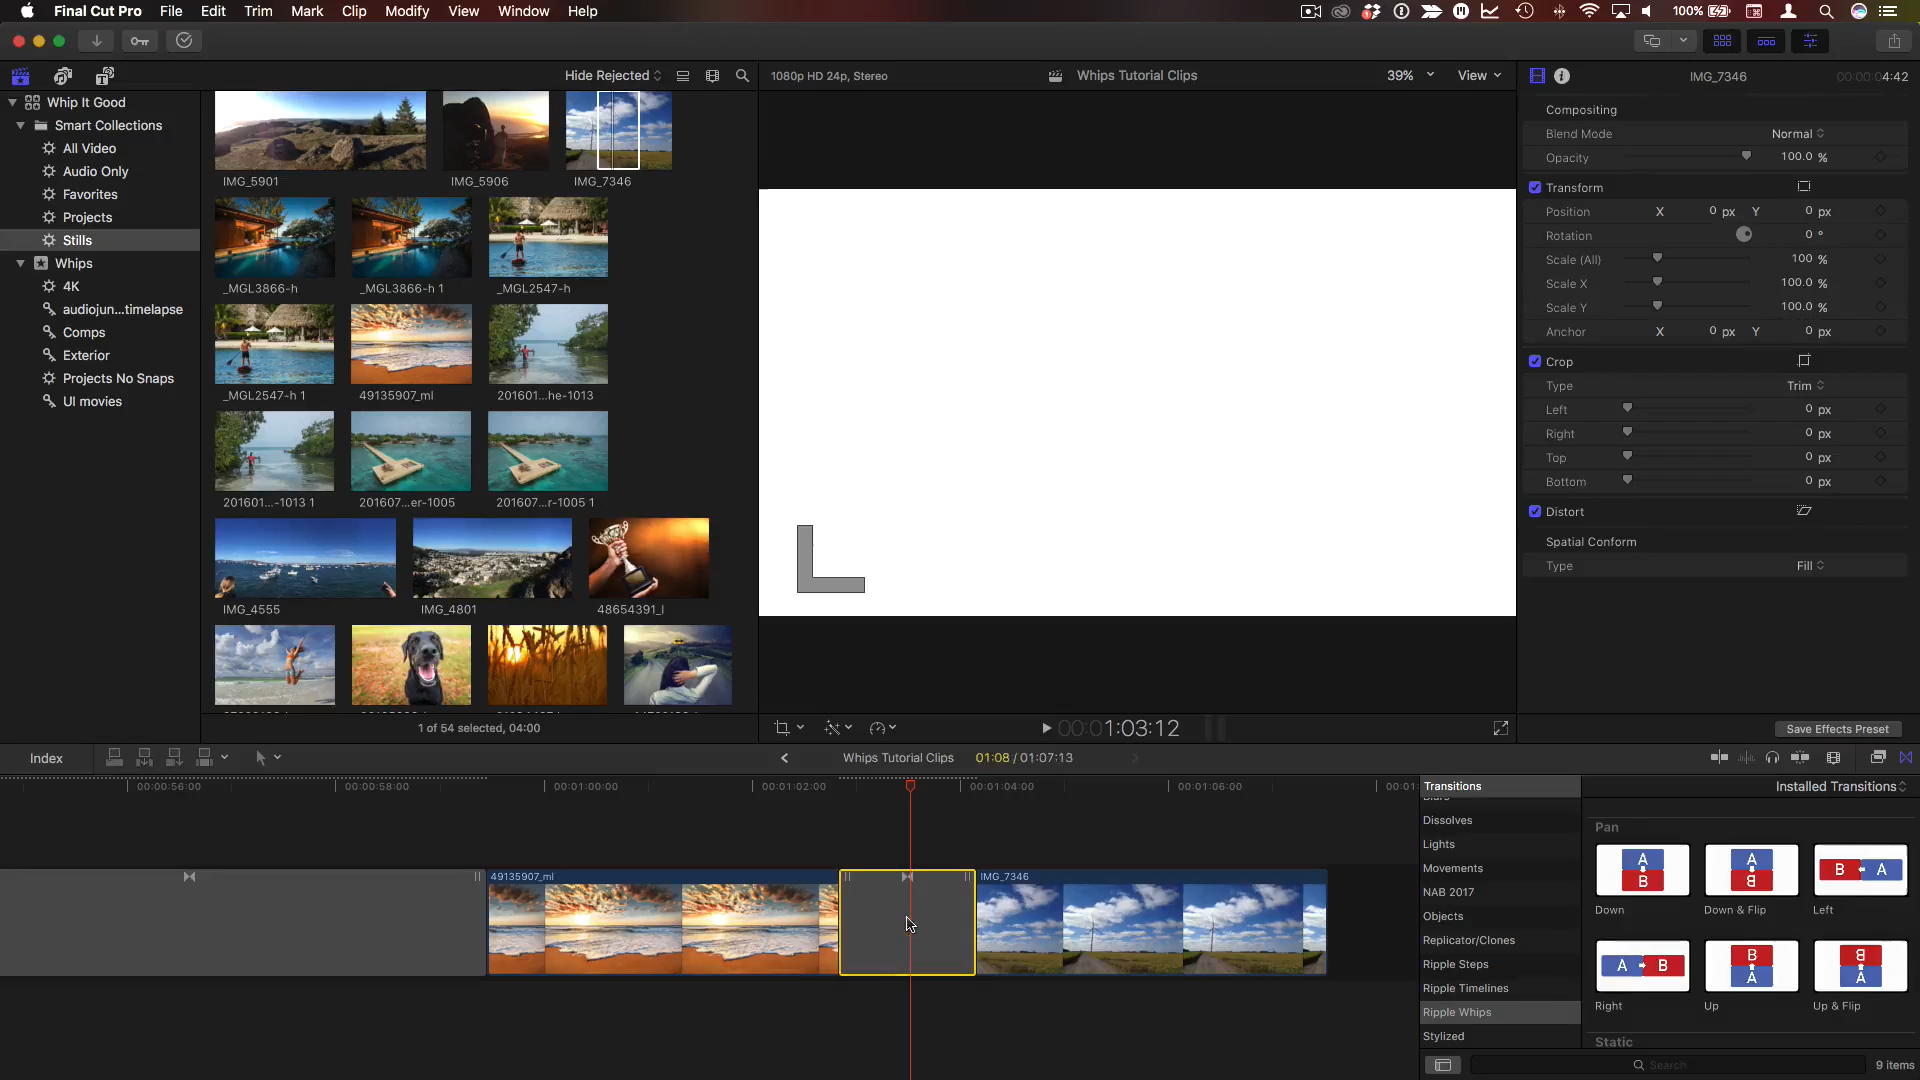 Final Cut Pro File Edit Trim Mark Clip Modify View Window Help
100%
Hide Rejected
1080p HD 24p, Stereo
Whips Tutorial Clips
39%
View
IMG_7346
00:00:04:42
Whip It Good
Smart Collections
All Video
Audio Only
Favorites
Projects
Stills
Whips
4K
audiojun...timelapse
Comps
Exterior
Projects No Snaps
UI movies
IMG_5901
IMG_5906
IMG_7346
_MGL3866-h
_MGL3866-h 1
_MGL2547-h
_MGL2547-h 1
49135907_ml
201601...he-1013
201601...-1013 1
201607...er-1005
201607...r-1005 1
IMG_4555
IMG_4801
48654391_l
1 of 54 selected, 04:00
Compositing
Blend Mode Normal
Opacity 100.0 %
Transform
Position X 0 px Y 0 px
Rotation 0 °
Scale (All) 100 %
Scale X 100.0 %
Scale Y 100.0 %
Anchor X 0 px Y 0 px
Crop
Type Trim
Left 0 px
Right 0 px
Top 0 px
Bottom 0 px
Distort
Spatial Conform
Type Fill
00:00:1:03:12
Save Effects Preset
Index
Whips Tutorial Clips
01:08 / 01:07:13
00:00:56:00
00:00:58:00
00:01:00:00
00:01:02:00
00:01:04:00
00:01:06:00
00:01:
49135907_ml
IMG_7346
Transitions
Installed Transitions
Blurs
Dissolves
Lights
Movements
NAB 2017
Objects
Replicator/Clones
Ripple Steps
Ripple Timelines
Ripple Whips
Stylized
Pan
A
B
A
B
B A
Down
Down & Flip
Left
A B
B
A
B
A
Right
Up
Up & Flip
Static
Search
9 items